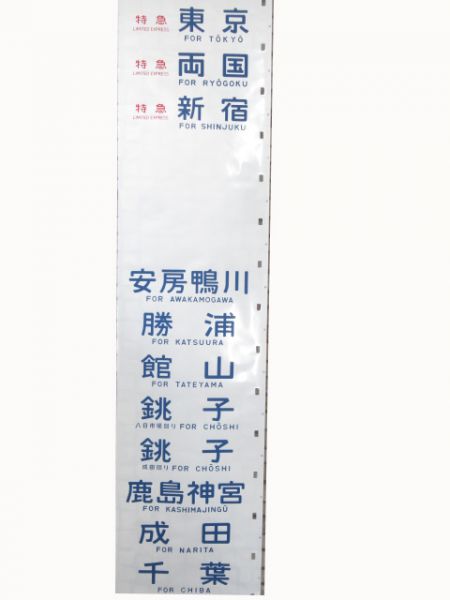 特急 東京
LIMITED EXPRESS FOR TŌKYŌ
特急 両国
LIMITED EXPRESS FOR RYŌGOKU
特急 新宿
LIMITED EXPRESS FOR SHINJUKU
安房鴨川
FOR AWAKAMOGAWA
勝浦
FOR KATSUURA
館山
FOR TATEYAMA
銚子
八日市場回り FOR CHŌSHI
銚子
成田回り FOR CHŌSHI
鹿島神宮
FOR KASHIMAJINGŪ
成田
FOR NARITA
千葉
FOR CHIBA